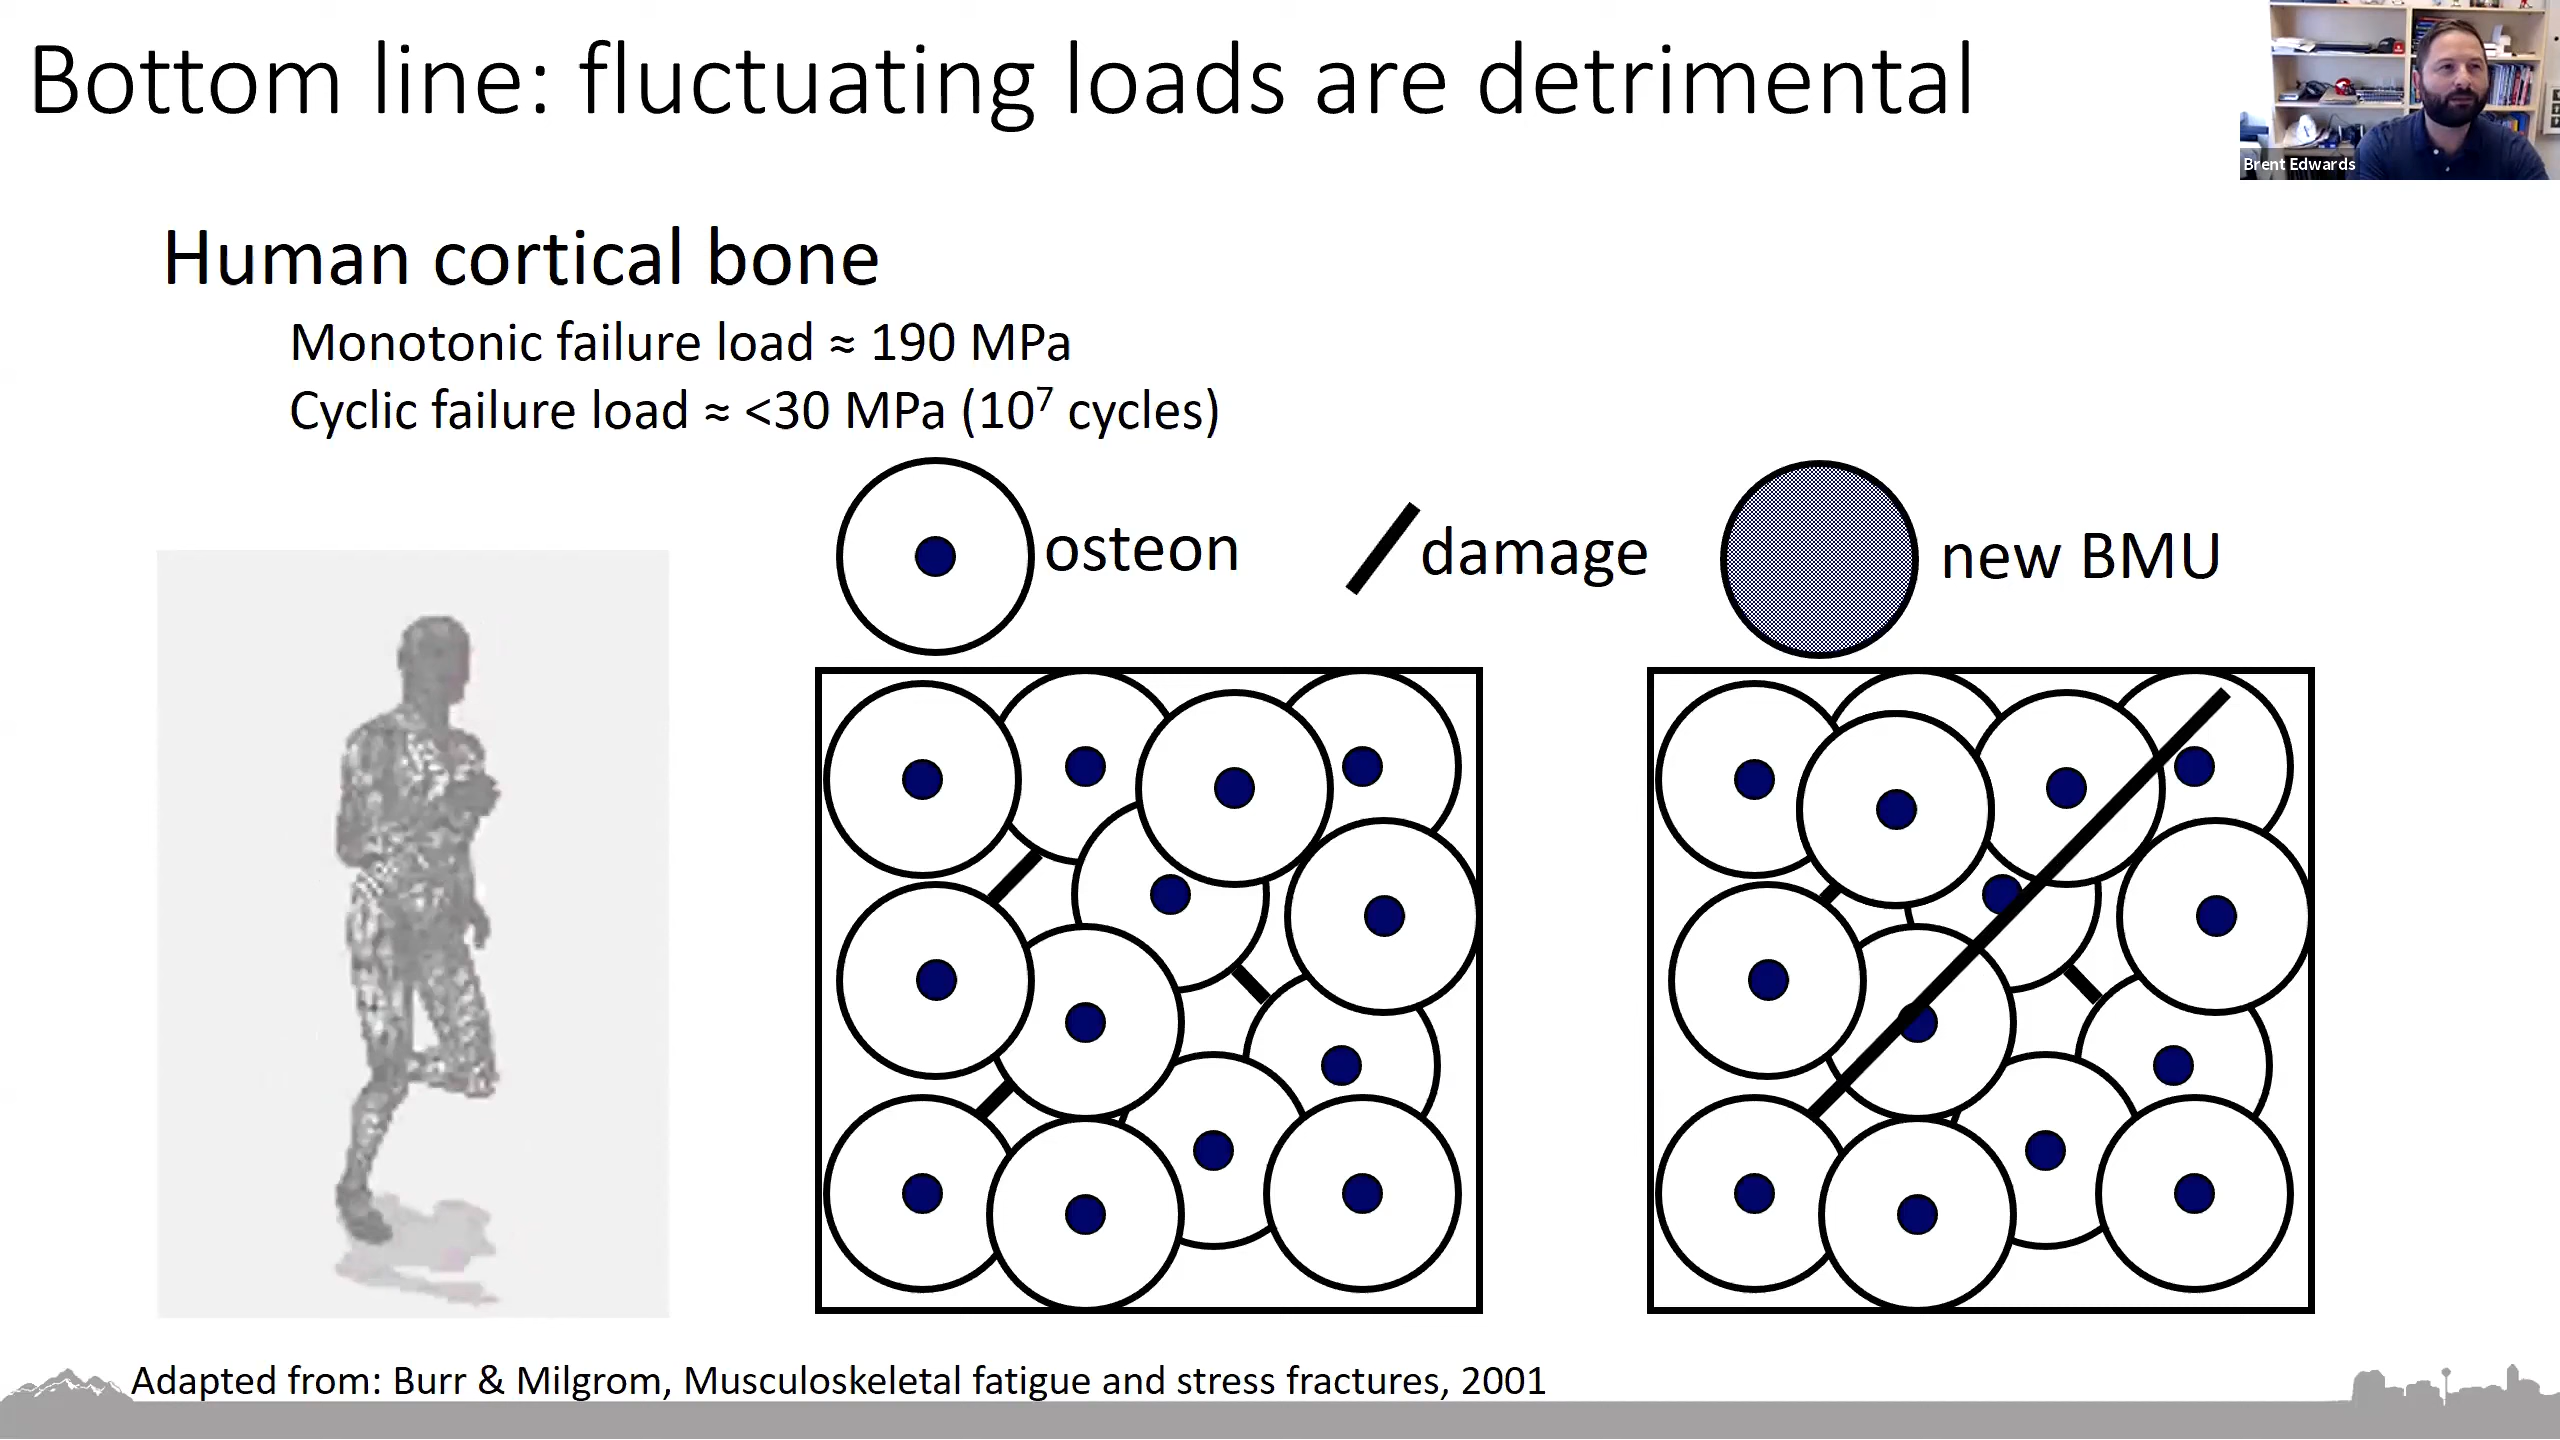 Bottom line: fluctuating loads are detrimental
Brent Edwards
Human cortical bone
Monotonic failure load ≈ 190 MPa
Cyclic failure load ≈ <30 MPa (10⁷ cycles)
osteon
damage
new BMU
Adapted from: Burr & Milgrom, Musculoskeletal fatigue and stress fractures, 2001